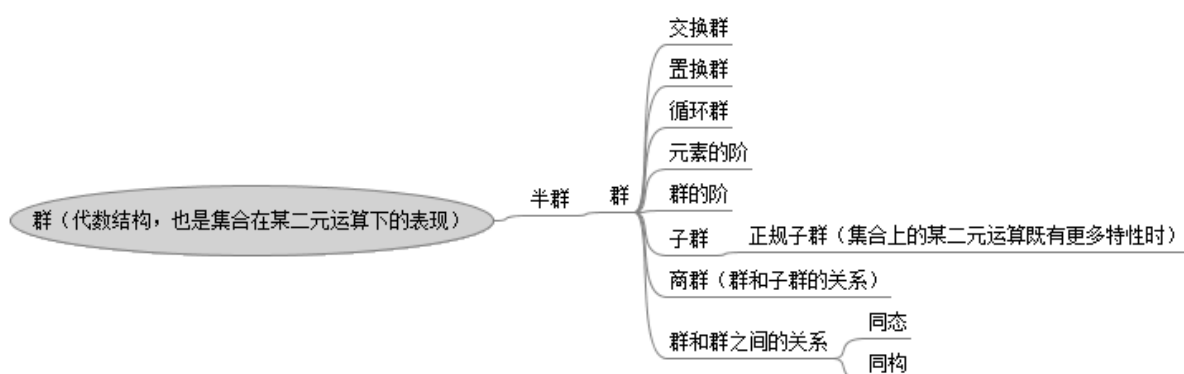 群（代数结构，也是集合在某二元运算下的表现）
半群
群
交换群
置换群
循环群
元素的阶
群的阶
子群
正规子群（集合上的某二元运算既有更多特性时）
商群（群和子群的关系）
群和群之间的关系
同态
同构